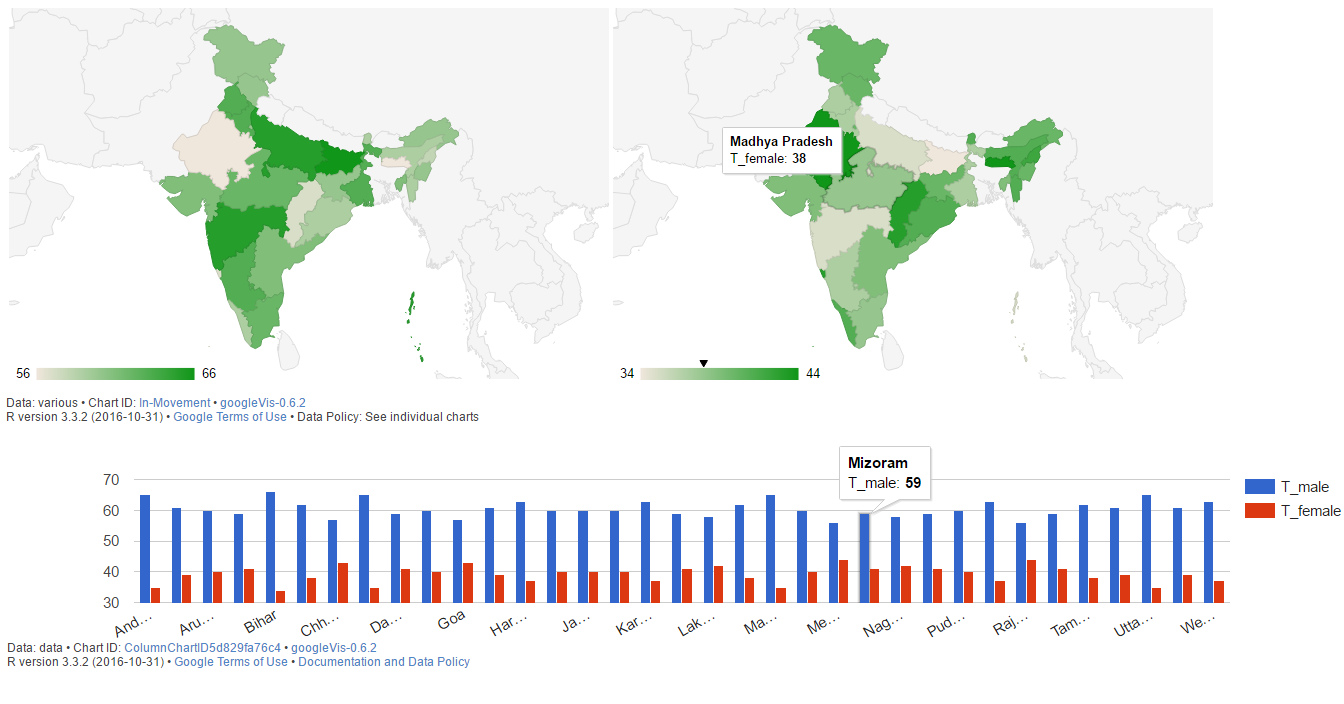 Madhya Pradesh
T_female: 38
56 66
34 44
Data: various • Chart ID: In-Movement • googleVis-0.6.2
R version 3.3.2 (2016-10-31) • Google Terms of Use • Data Policy: See individual charts
Mizoram
T_male: 59
70
60
50
40
30
T_male
T_female
And… Aru… Bihar Chh… Da… Goa Har… Ja… Kar… Lak… Ma… Me… Nag… Pud… Raj… Tam… Utta… We…
Data: data • Chart ID: ColumnChartID5d829fa76c4 • googleVis-0.6.2
R version 3.3.2 (2016-10-31) • Google Terms of Use • Documentation and Data Policy